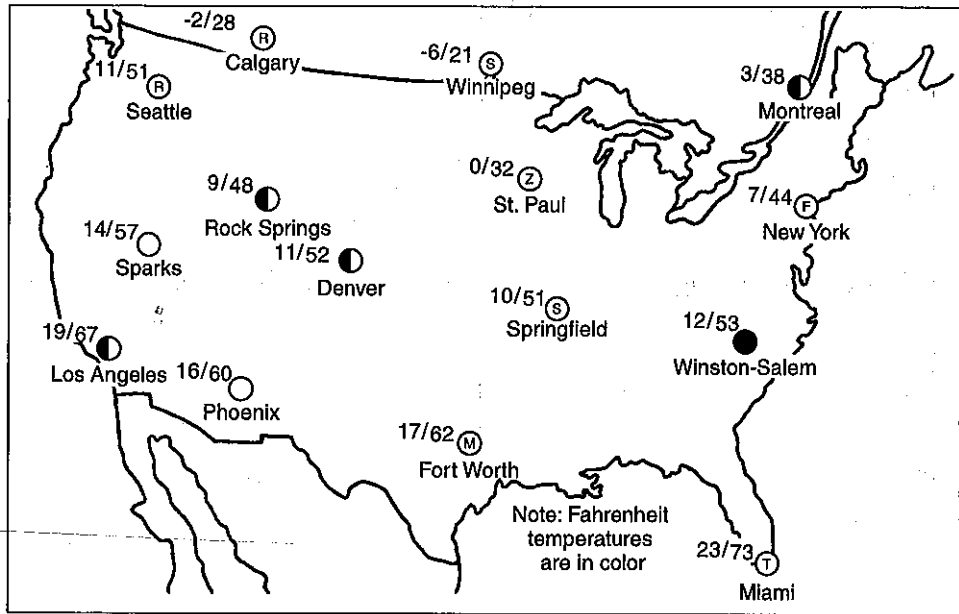 -2/28
R
Calgary
-6/21
S
Winnipeg
3/38
Montreal
11/51
R
Seattle
0/32
Z
St. Paul
9/48
Rock Springs
7/44
F
New York
14/57
Sparks
11/52
Denver
10/51
S
Springfield
12/53
Winston-Salem
19/67
Los Angeles
16/60
Phoenix
17/62
M
Fort Worth
Note: Fahrenheit
temperatures
are in color
23/73
T
Miami